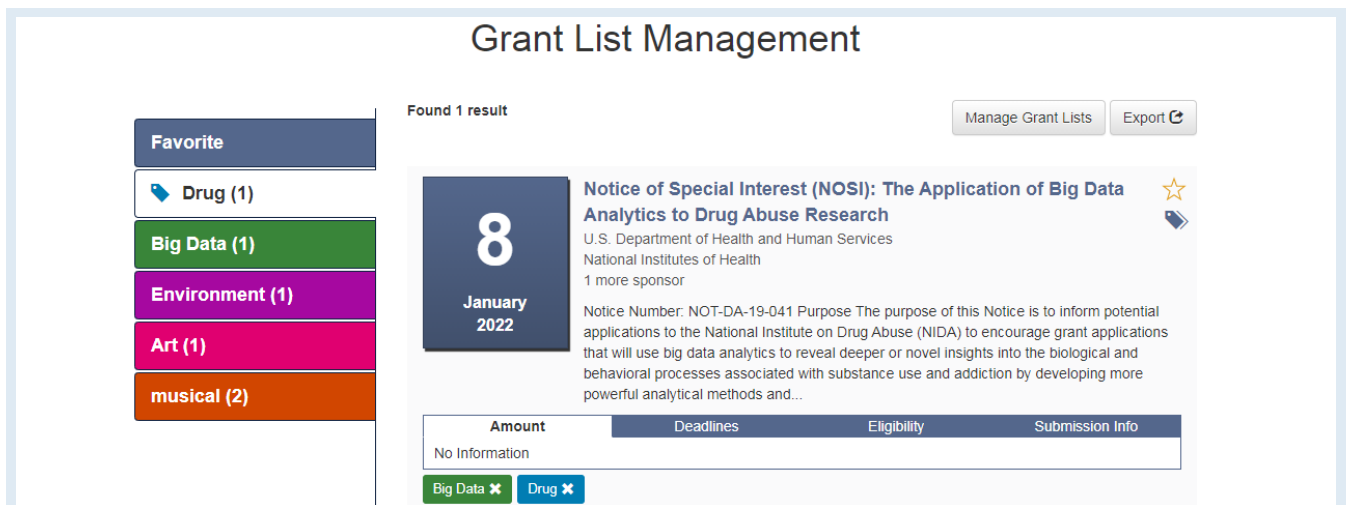 Grant List Management
Found 1 result
Manage Grant Lists
Export
Favorite
Drug (1)
Big Data (1)
Environment (1)
Art (1)
musical (2)
8
January
2022
Notice of Special Interest (NOSI): The Application of Big Data
Analytics to Drug Abuse Research
U.S. Department of Health and Human Services
National Institutes of Health
1 more sponsor
Notice Number: NOT-DA-19-041 Purpose The purpose of this Notice is to inform potential
applications to the National Institute on Drug Abuse (NIDA) to encourage grant applications
that will use big data analytics to reveal deeper or novel insights into the biological and
behavioral processes associated with substance use and addiction by developing more
powerful analytical methods and...
Amount Deadlines Eligibility Submission Info
No Information
Big Data ✖ Drug ✖